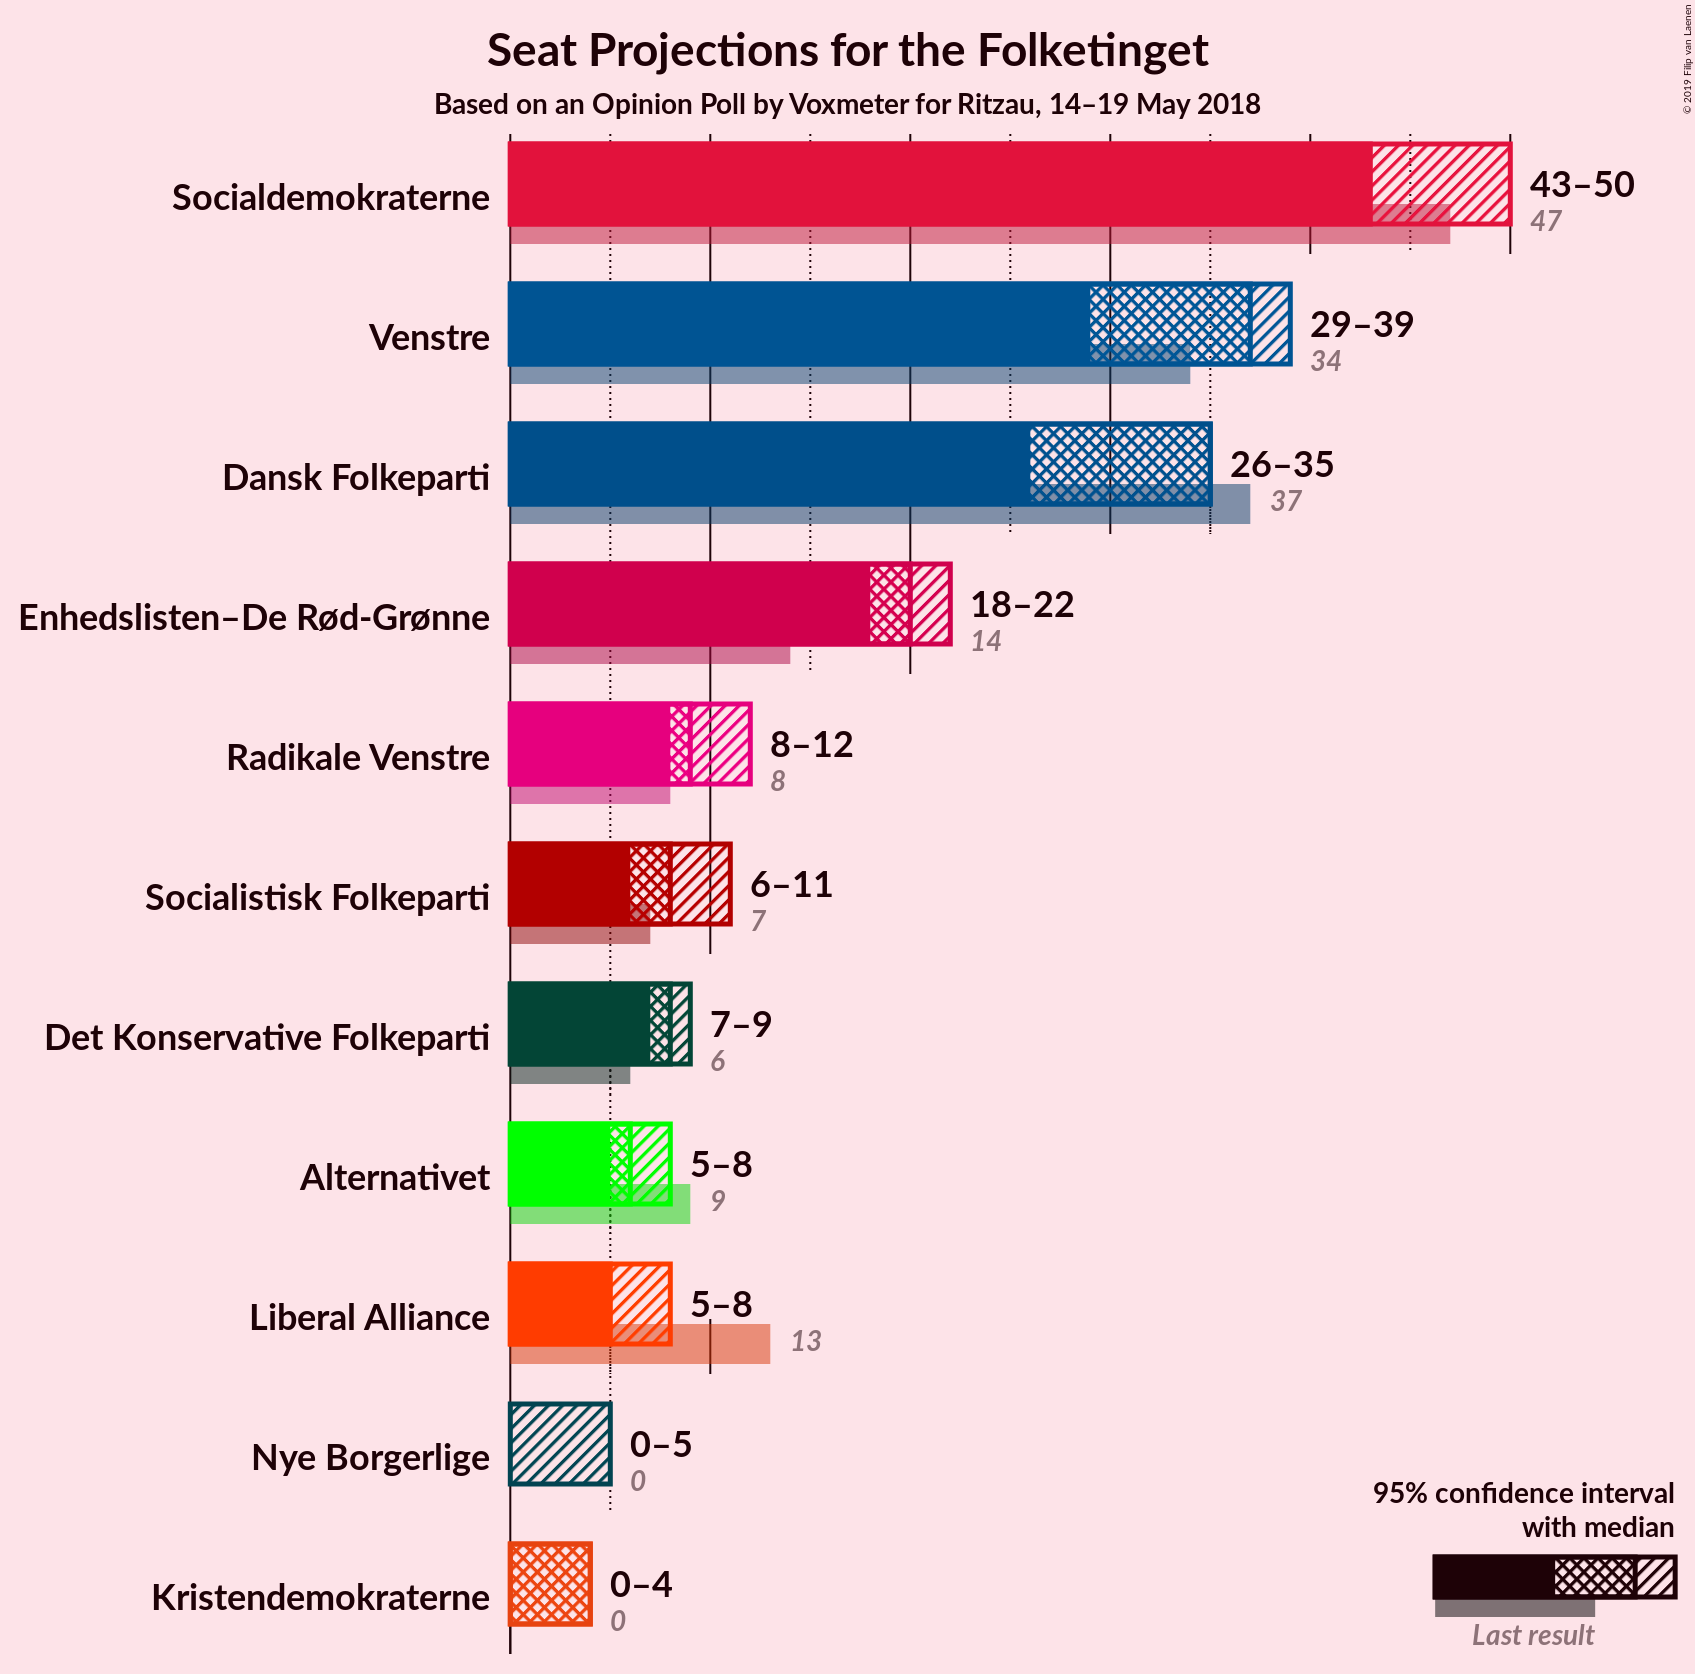 Seat Projections for the Folketinget
Based on an Opinion Poll by Voxmeter for Ritzau, 14–19 May 2018
© 2019 Filip van Laenen
Socialdemokraterne
43–50
47
Venstre
29–39
34
Dansk Folkeparti
26–35
37
Enhedslisten–De Rød-Grønne
18–22
14
Radikale Venstre
8–12
8
Socialistisk Folkeparti
6–11
7
Det Konservative Folkeparti
7–9
6
Alternativet
5–8
9
Liberal Alliance
5–8
13
Nye Borgerlige
0–5
0
Kristendemokraterne
0–4
0
95% confidence interval
with median
Last result